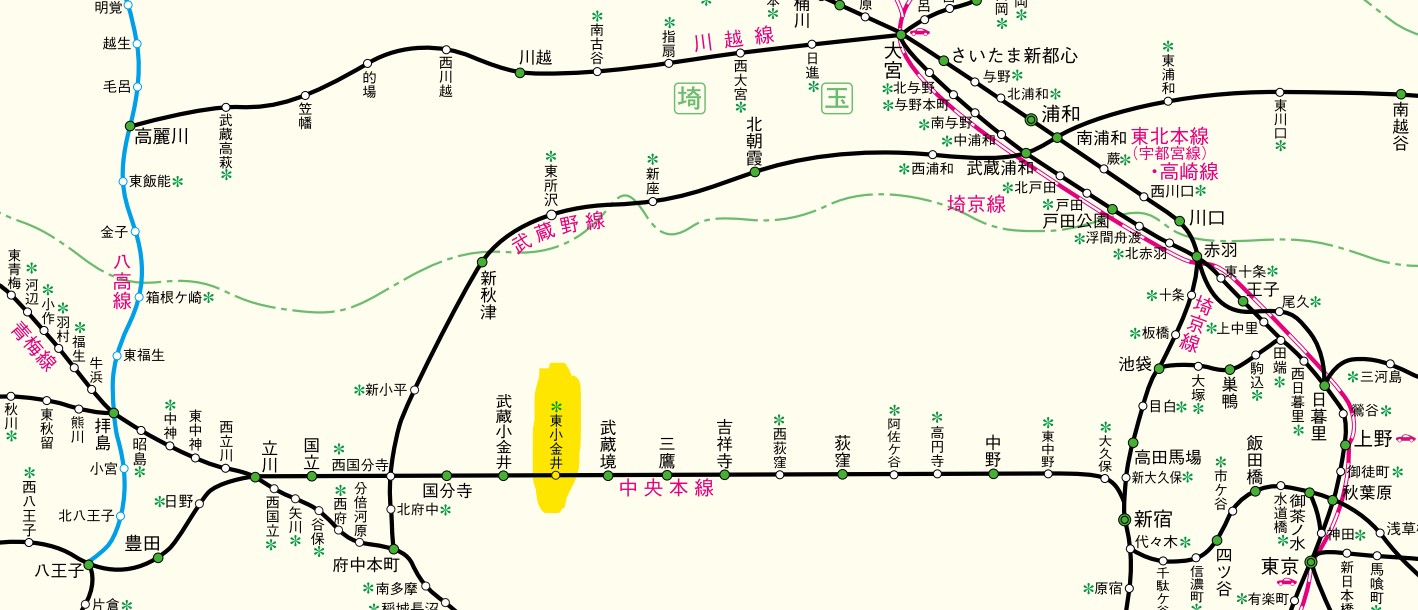 明覚
越生
毛呂
高麗川
武蔵高萩*
笠幡
的場
西川越
川越
*南古谷
*指扇
川越線
西大宮*
日進*
桶川
大宮
さいたま新都心
与野*
北浦和*
浦和
*東浦和
東川口*
南越谷
埼
玉
*北与野
*与野本町
*南与野
*中浦和
南浦和
東北本線
(宇都宮線)
・高崎線
蕨*
西川口*
川口
武蔵浦和
*西浦和
*北戸田
*戸田
戸田公園
*浮間舟渡
*北赤羽
埼京線
赤羽
北朝霞
*新座
*東所沢
武蔵野線
新秋津
東飯能*
金子
八高線
箱根ケ崎*
東福生
東青梅
*河辺
*小作
*羽村
*福生
牛浜
青梅線
秋川*
東秋留
熊川
拝島
昭島*
*中神
東中神
西立川
立川
小宮
北八王子
*西八王子
八王子
片倉*
豊田
*日野
国立
*西国分寺
*新小平
国分寺
武蔵小金井
*東小金井
武蔵境
三鷹
吉祥寺
*西荻窪
荻窪
*阿佐ケ谷
*高円寺
中野
*東中野
*大久保
中央本線
西国立*
矢川*
谷保*
*西府
分倍河原
北府中*
府中本町
*南多摩
*稲城長沼
東十条*
王子
尾久*
*十条
埼京線
*上中里
*板橋
池袋
大塚*
巣鴨
駒込*
田端*
西日暮里*
日暮里
*三河島
目白*
鶯谷*
上野
高田馬場
新大久保*
新宿
代々木*
*原宿
千駄ケ谷
信濃町*
四ツ谷
*市ケ谷
飯田橋
水道橋*
御茶ノ水
御徒町*
秋葉原
浅草橋
神田*
東京
*有楽町
新日本橋
馬喰町*